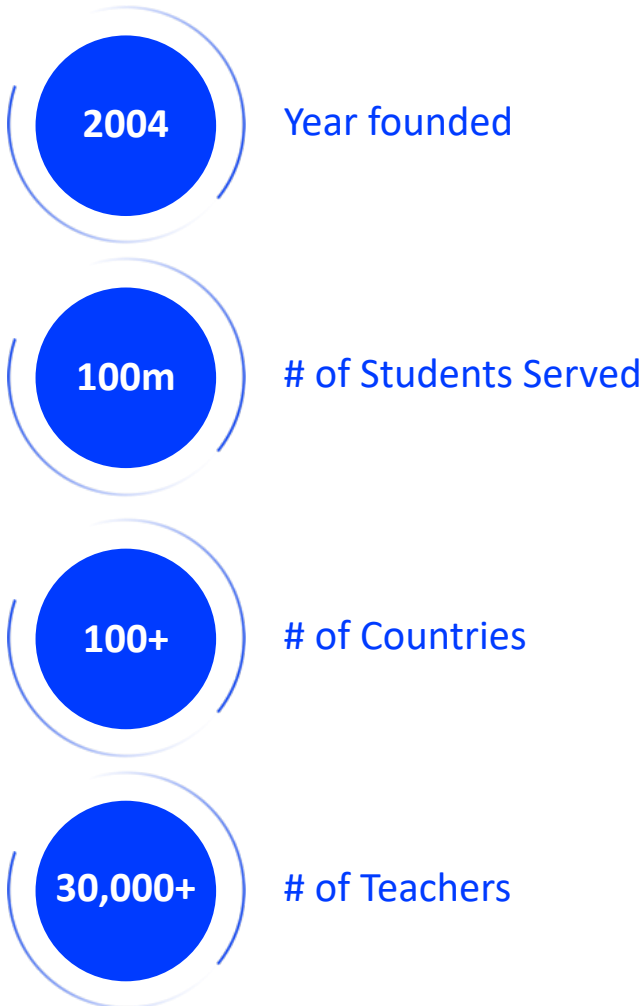 2004
Year founded
100m
# of Students Served
100+
# of Countries
30,000+
# of Teachers